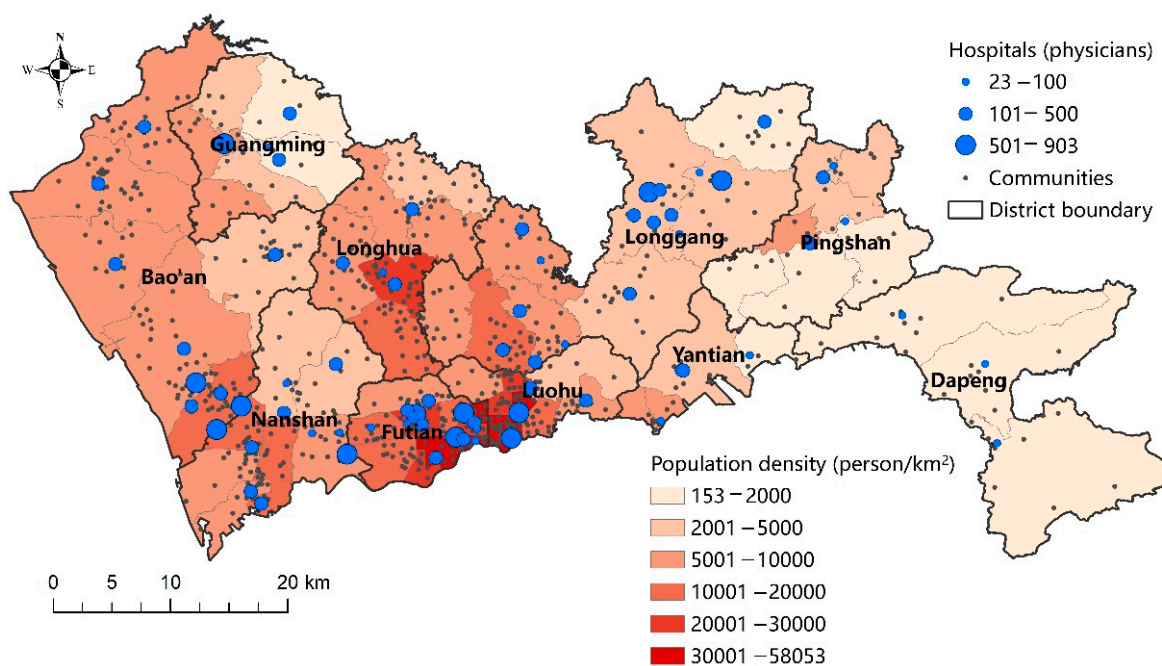 N
W E
S
Hospitals (physicians)
23 – 100
101 – 500
501 – 903
Communities
District boundary
Guangming
Longhua
Longgang
Pingshan
Bao'an
Yantian
Dapeng
Luohu
Nanshan
Futian
Population density (person/km²)
153 – 2000
2001 – 5000
5001 – 10000
10001 – 20000
20001 – 30000
30001 – 58053
0 5 10 20 km